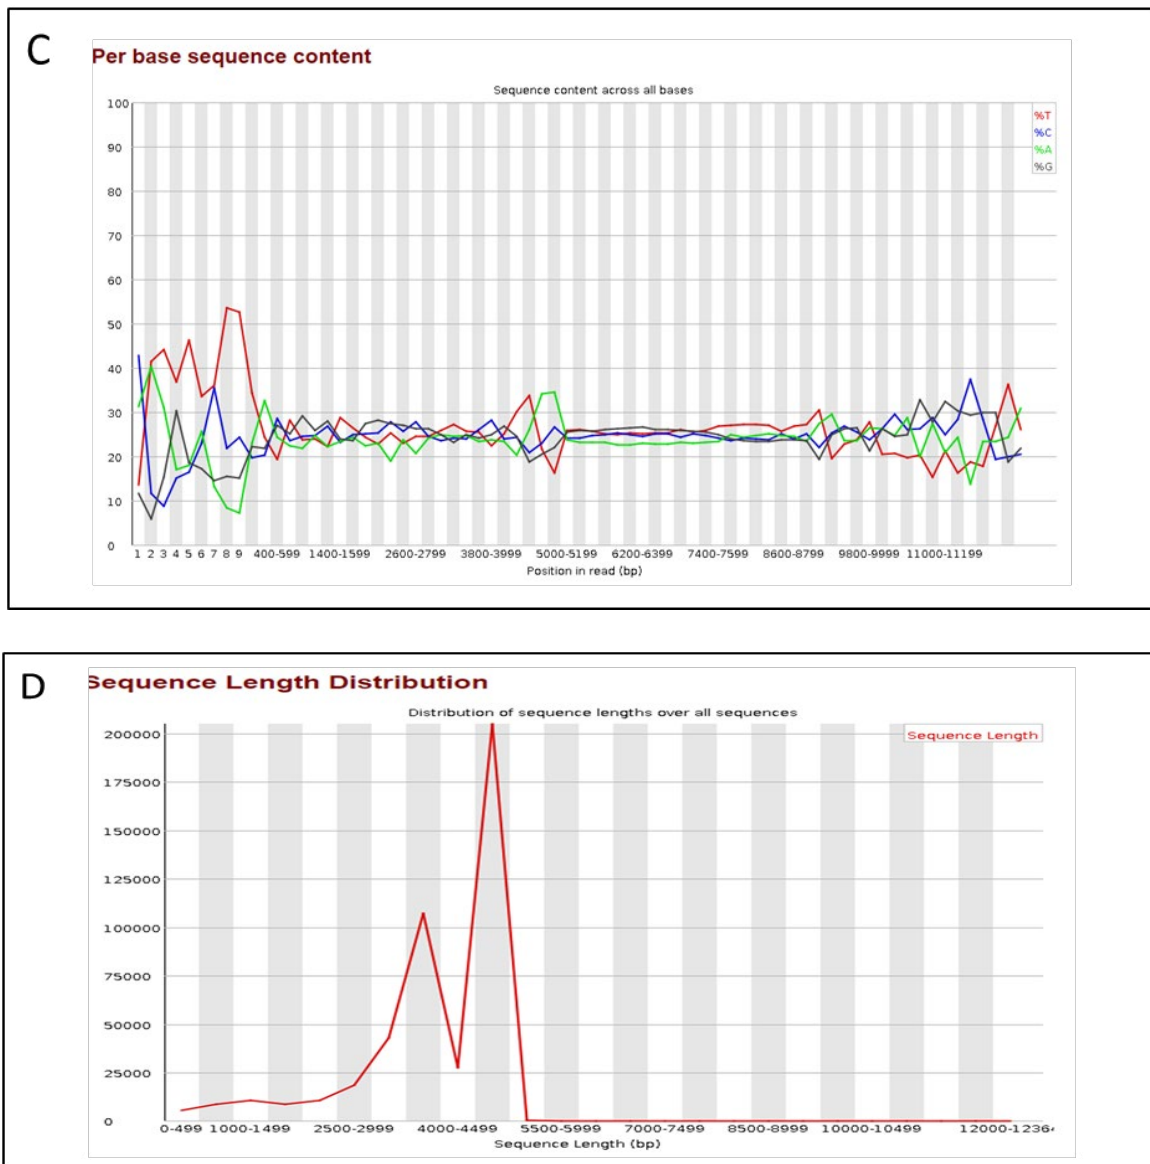 C
Per base sequence content
Sequence content across all bases
100
90
80
70
60
50
40
30
20
10
0
%T
%C
%A
%G
1 2 3 4 5 6 7 8 9 400-599 1400-1599 2600-2799 3800-3999 5000-5199 6200-6399 7400-7599 8600-8799 9800-9999 11000-11199
Position in read (bp)
D
Sequence Length Distribution
Distribution of sequence lengths over all sequences
Sequence Length
200000
175000
150000
125000
100000
75000
50000
25000
0
0-499 1000-1499 2500-2999 4000-4499 5500-5999 7000-7499 8500-8999 10000-10499 12000-1236
Sequence Length (bp)